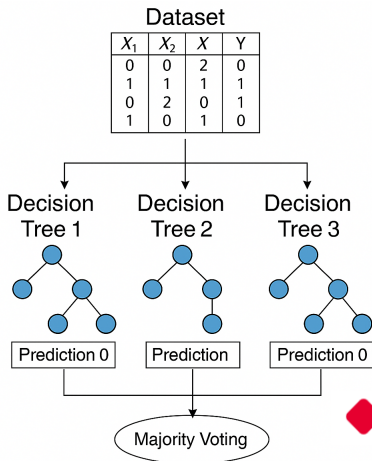 Dataset
X₁ X₂ X Y
0 0 2 0
1 1 1 1
0 2 0 1
1 0 1 0
Decision Tree 1
Decision Tree 2
Decision Tree 3
Prediction 0
Prediction
Prediction 0
Majority Voting